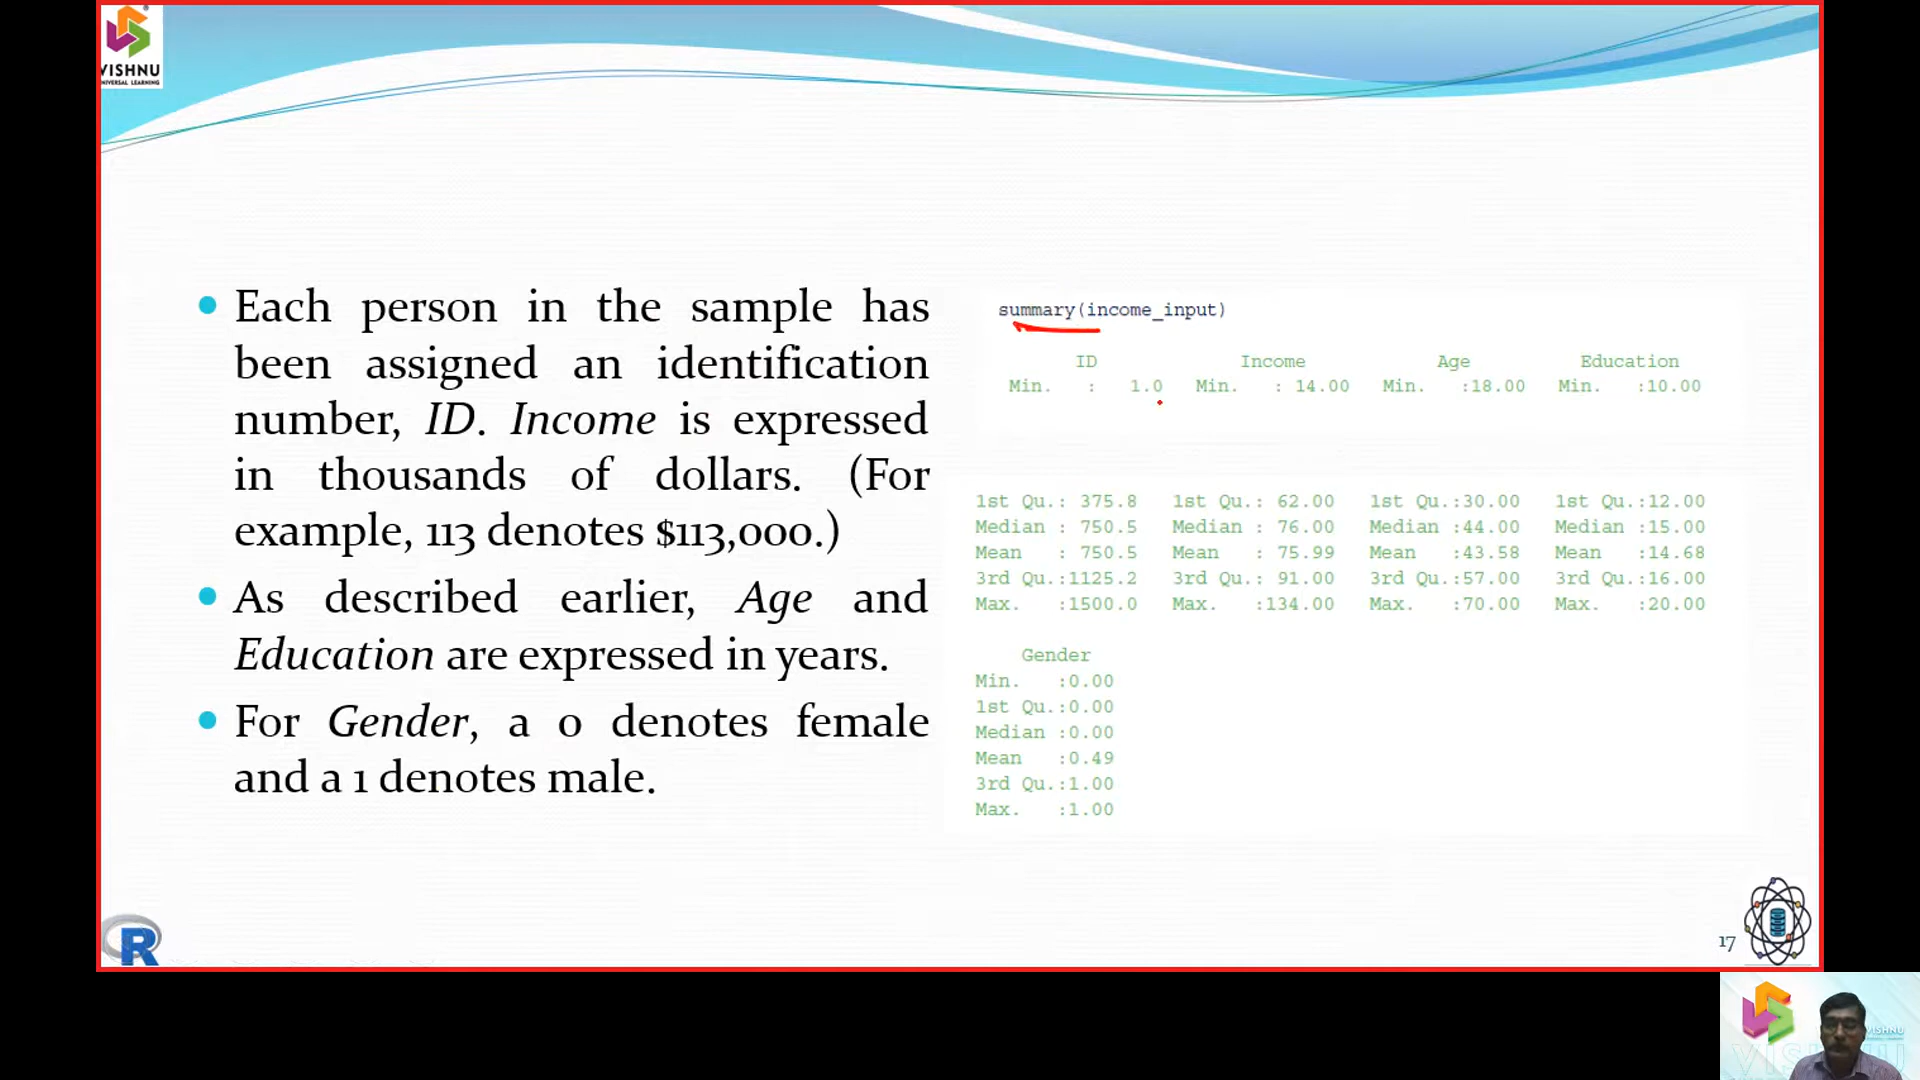 VISHNU
UNIVERSAL LEARNING
• Each person in the sample has
been assigned an identification
number, ID. Income is expressed
in thousands of dollars. (For
example, 113 denotes $113,000.)
• As described earlier, Age and
Education are expressed in years.
• For Gender, a 0 denotes female
and a 1 denotes male.
summary(income_input)
ID Income Age Education
Min. : 1.0 Min. : 14.00 Min. :18.00 Min. :10.00
1st Qu.: 375.8 1st Qu.: 62.00 1st Qu.:30.00 1st Qu.:12.00
Median : 750.5 Median : 76.00 Median :44.00 Median :15.00
Mean : 750.5 Mean : 75.99 Mean :43.58 Mean :14.68
3rd Qu.:1125.2 3rd Qu.: 91.00 3rd Qu.:57.00 3rd Qu.:16.00
Max. :1500.0 Max. :134.00 Max. :70.00 Max. :20.00
Gender
Min. :0.00
1st Qu.:0.00
Median :0.00
Mean :0.49
3rd Qu.:1.00
Max. :1.00
R
17
VISHNU